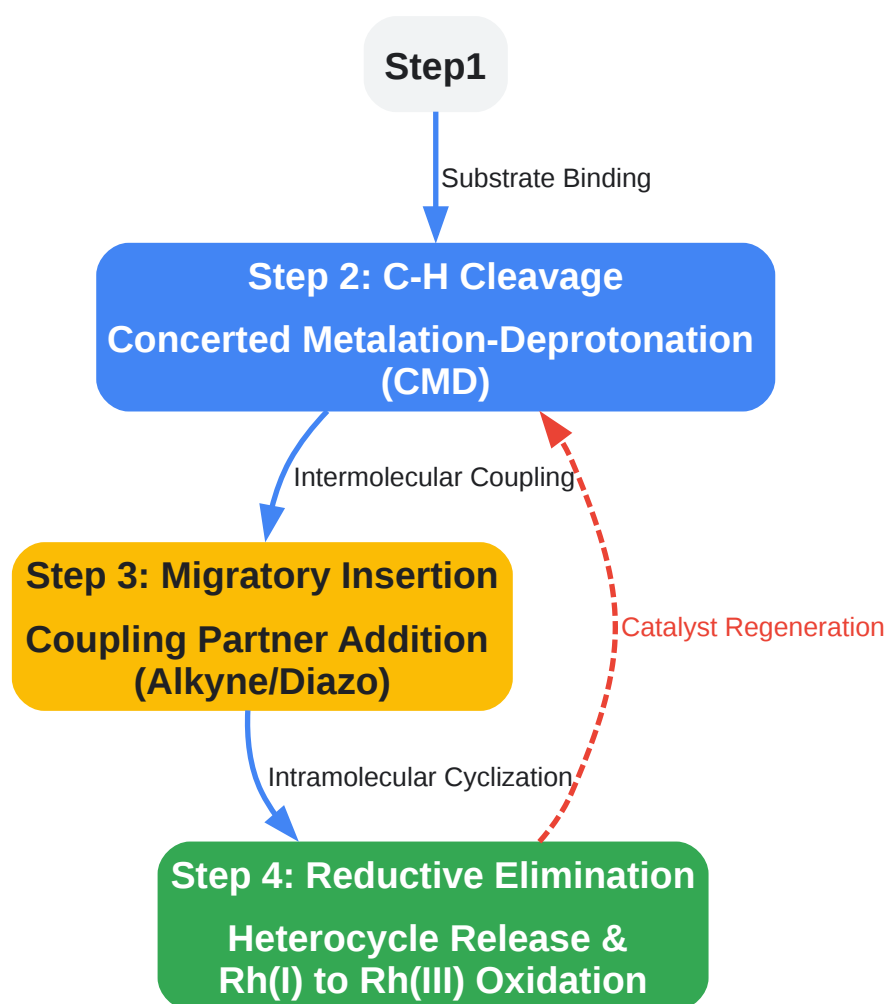 Step1
Substrate Binding
Step 2: C-H Cleavage
Concerted Metalation-Deprotonation
(CMD)
Intermolecular Coupling
Step 3: Migratory Insertion
Coupling Partner Addition
(Alkyne/Diazo)
Catalyst Regeneration
Intramolecular Cyclization
Step 4: Reductive Elimination
Heterocycle Release &
Rh(I) to Rh(III) Oxidation